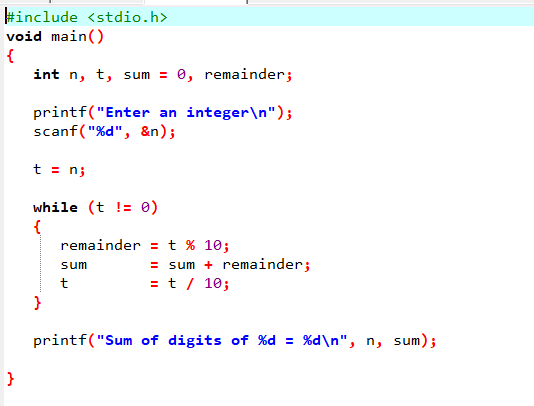 #include <stdio.h>
void main()
{
   int n, t, sum = 0, remainder;

   printf("Enter an integer\n");
   scanf("%d", &n);

   t = n;

   while (t != 0)
   {
      remainder = t % 10;
      sum       = sum + remainder;
      t         = t / 10;
   }

   printf("Sum of digits of %d = %d\n", n, sum);

}